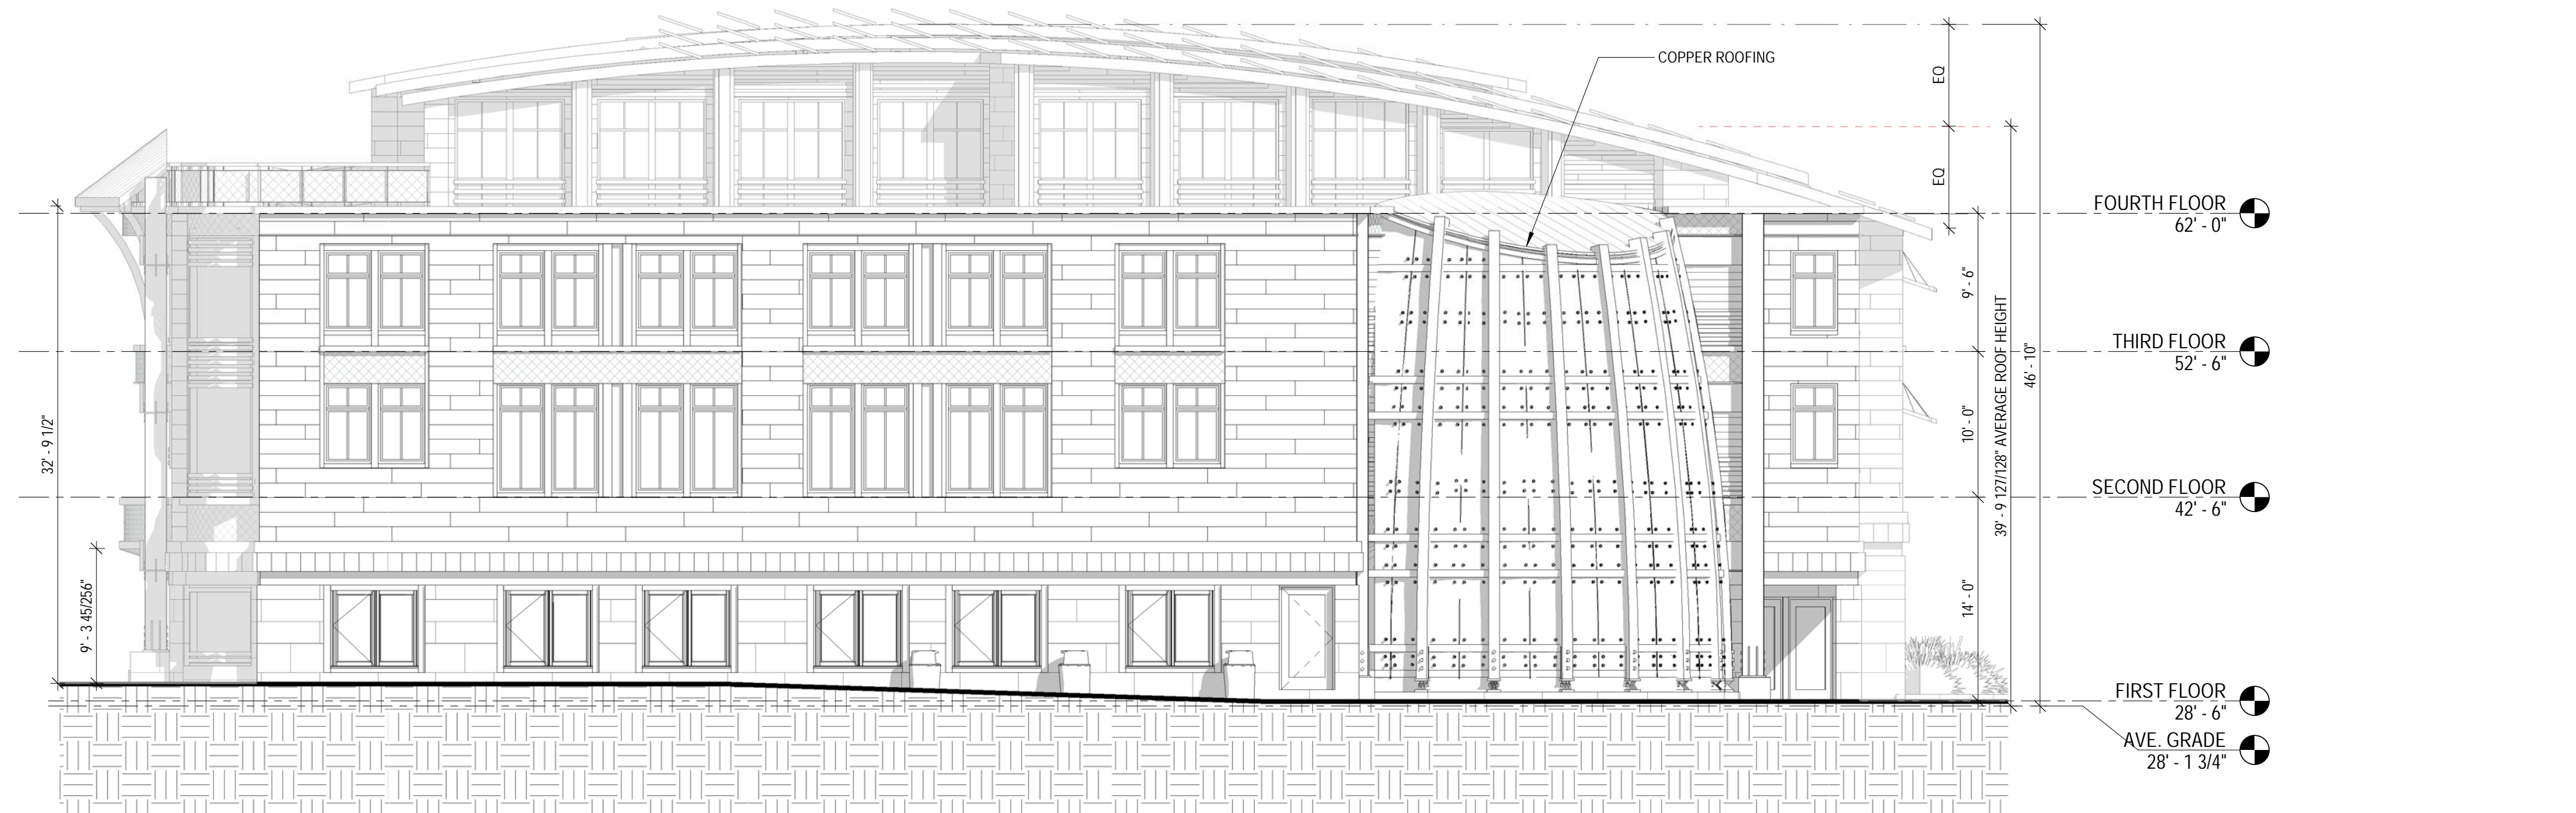 COPPER ROOFING
EQ
EQ
FOURTH FLOOR
62' - 0"
9' - 6"
THIRD FLOOR
52' - 6"
10' - 0"
39' - 9 127/128" AVERAGE ROOF HEIGHT
46' - 10"
32' - 9 1/2"
SECOND FLOOR
42' - 6"
9' - 3 45/256"
14' - 0"
FIRST FLOOR
28' - 6"
AVE. GRADE
28' - 1 3/4"